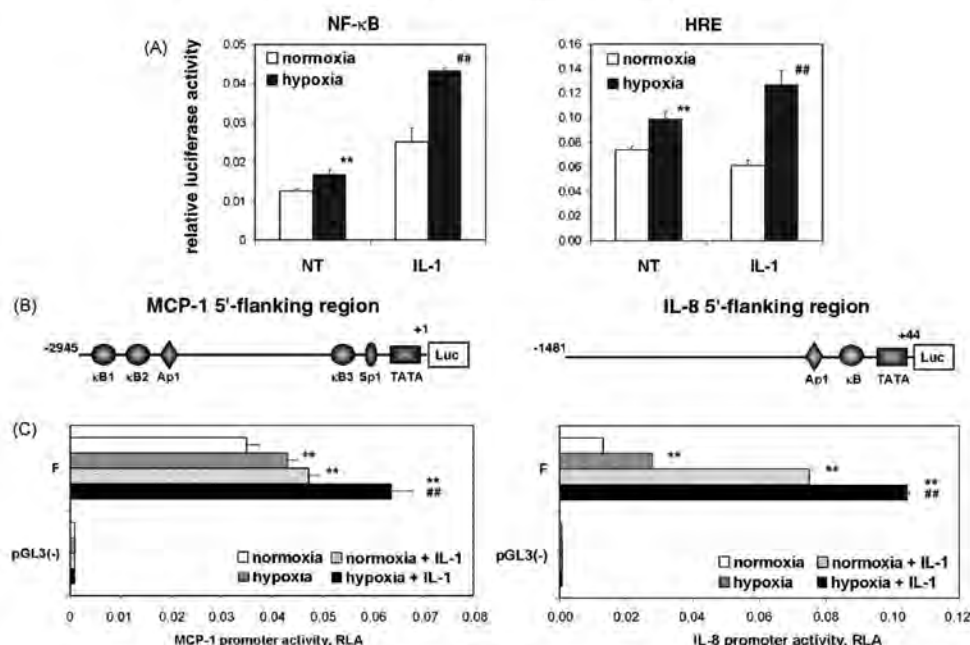 NF-κB
HRE
(A)
relative luciferase activity
0.05
0.04
0.03
0.02
0.01
0
normoxia
hypoxia
**
##
NT
IL-1
0.16
0.14
0.12
0.10
0.08
0.06
0.04
0.02
0.00
normoxia
hypoxia
**
##
NT
IL-1
(B)
MCP-1 5'-flanking region
-2945
+1
Luc
κB1
κB2
Ap1
κB3
Sp1
TATA
IL-8 5'-flanking region
-1481
+44
Luc
Ap1
κB
TATA
(C)
F
**
**
**
##
pGL3(-)
normoxia
normoxia + IL-1
hypoxia
hypoxia + IL-1
0
0.01
0.02
0.03
0.04
0.05
0.06
0.07
0.08
MCP-1 promoter activity, RLA
F
**
**
**
##
pGL3(-)
normoxia
normoxia + IL-1
hypoxia
hypoxia + IL-1
0.00
0.02
0.04
0.06
0.08
0.10
0.12
IL-8 promoter activity, RLA